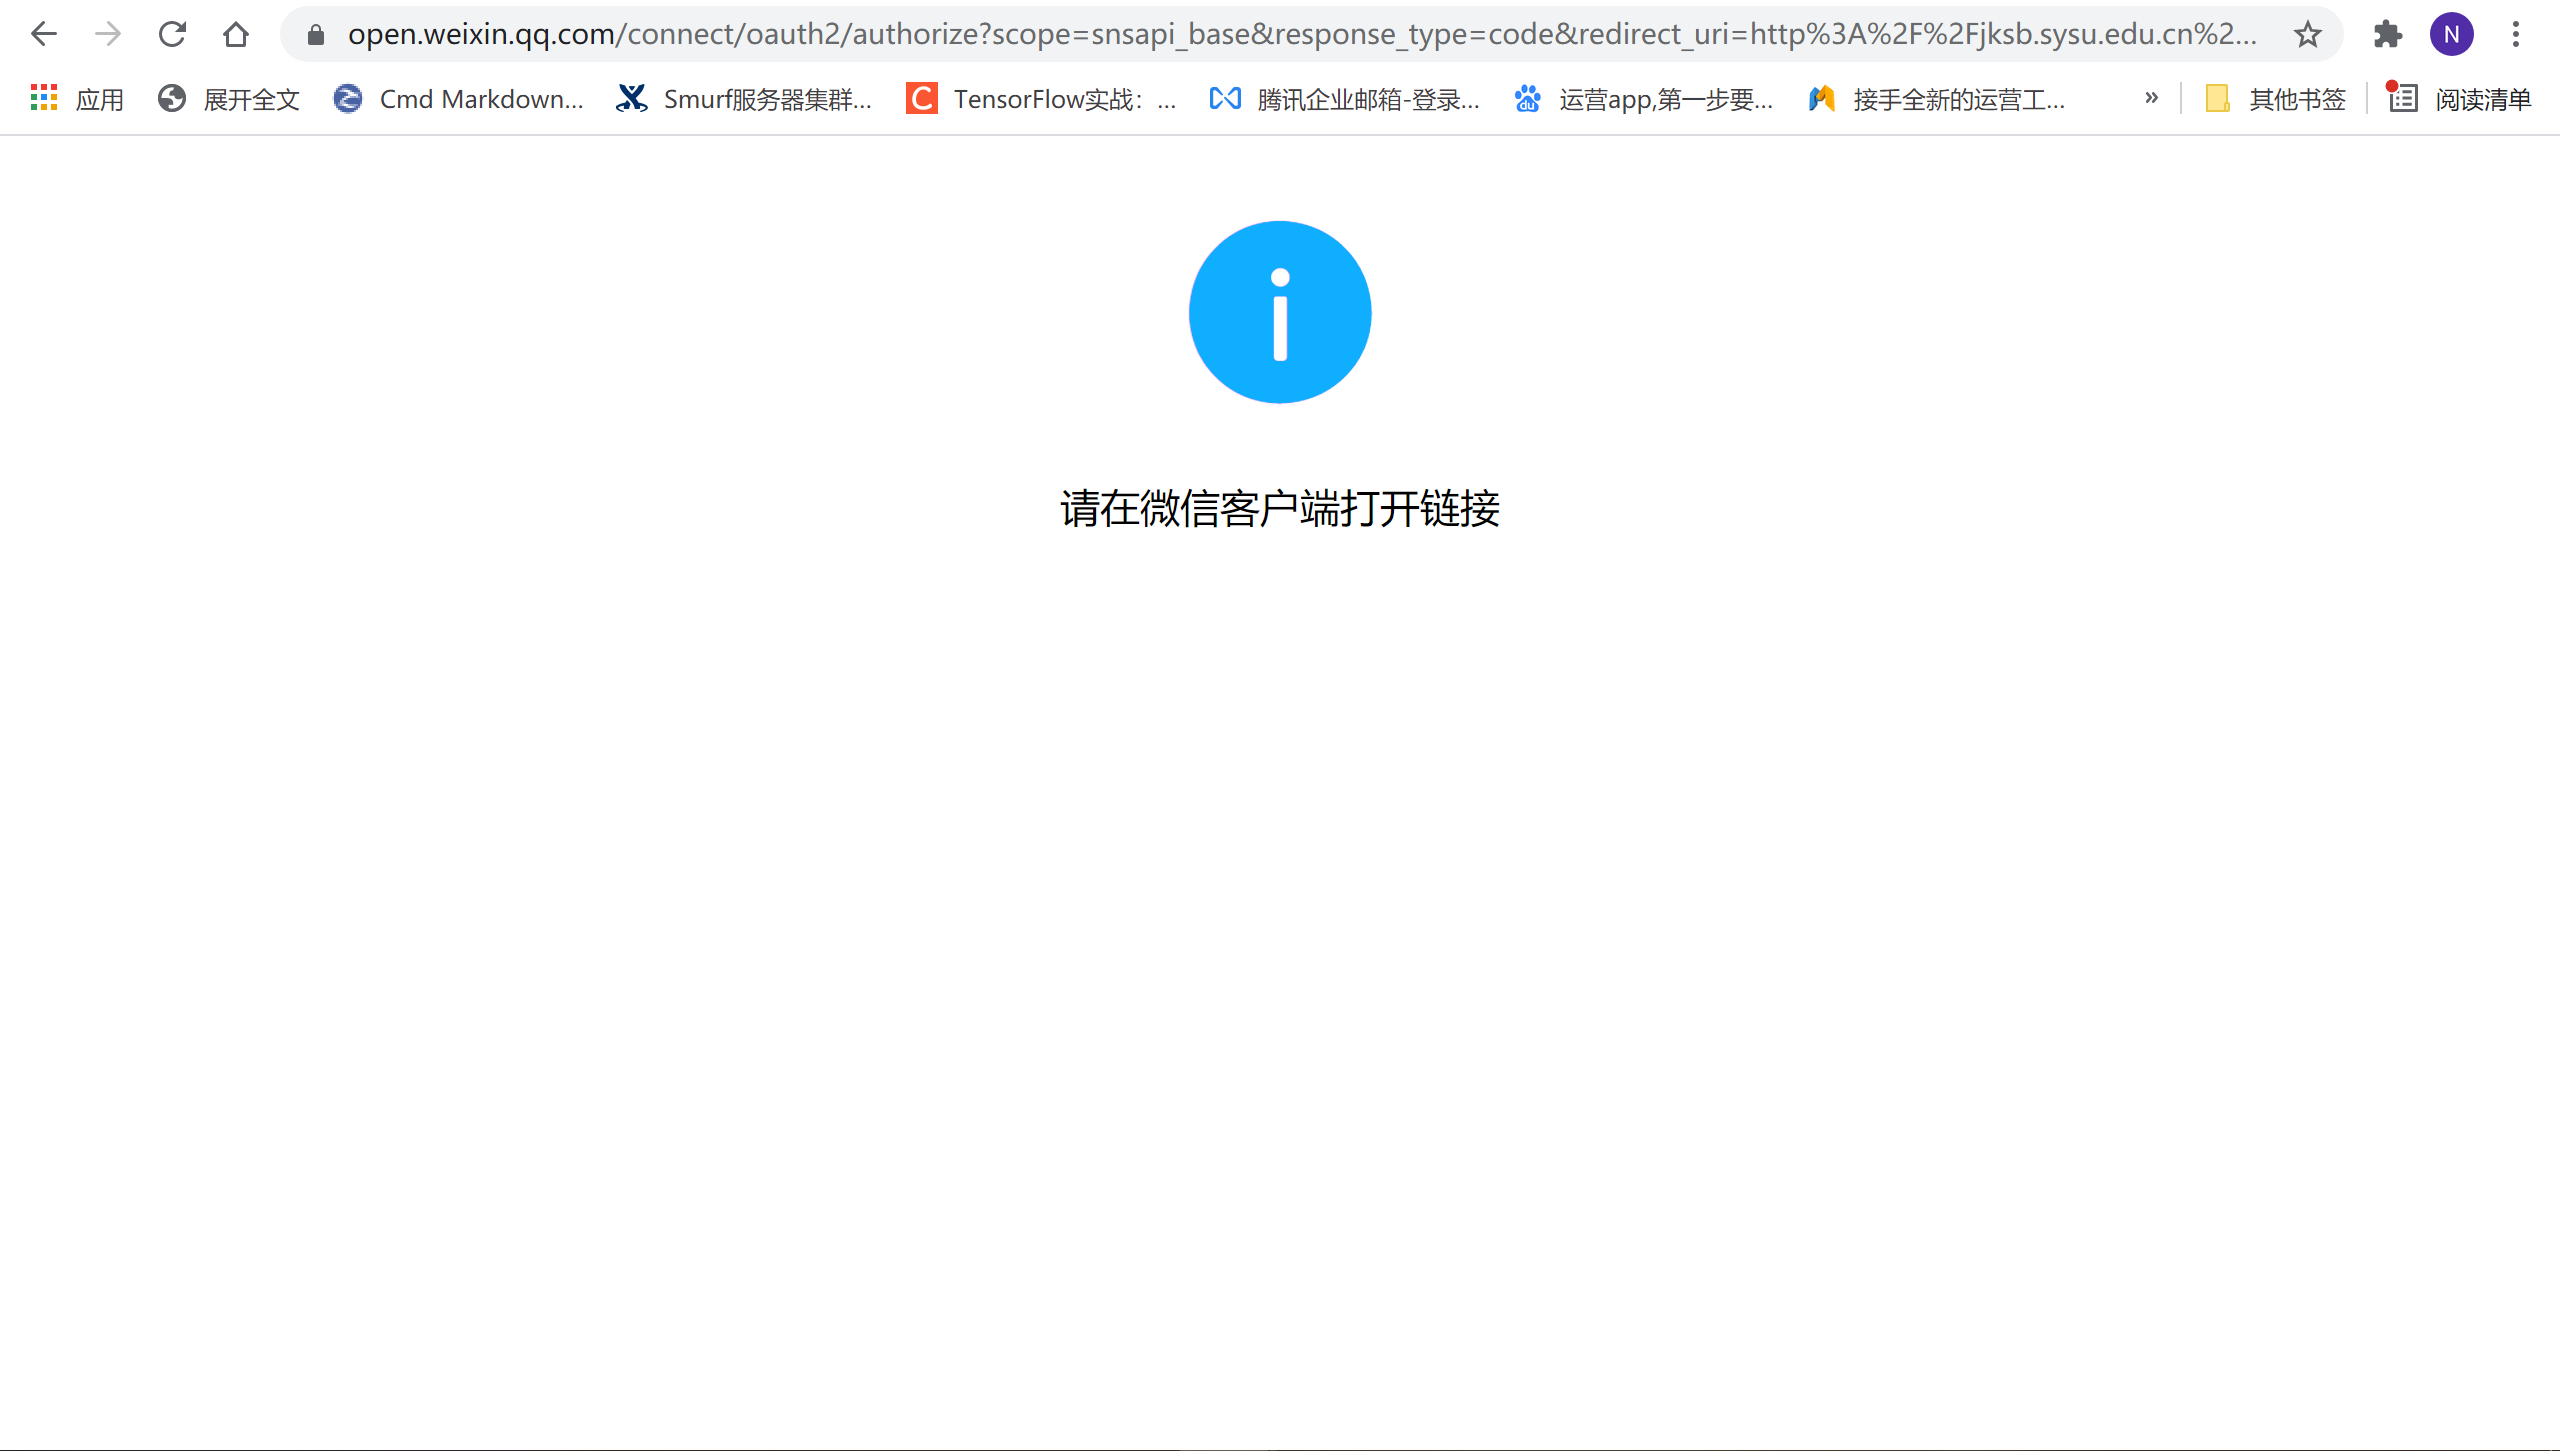 open.weixin.qq.com/connect/oauth2/authorize?scope=snsapi_base&response_type=code&redirect_uri=http%3A%2F%2Fjksb.sysu.edu.cn%2...
N
应用 展开全文 Cmd Markdown... Smurf服务器集群... C TensorFlow实战：... 腾讯企业邮箱-登录... du 运营app,第一步要... 接手全新的运营工... » 其他书签 阅读清单
i
请在微信客户端打开链接